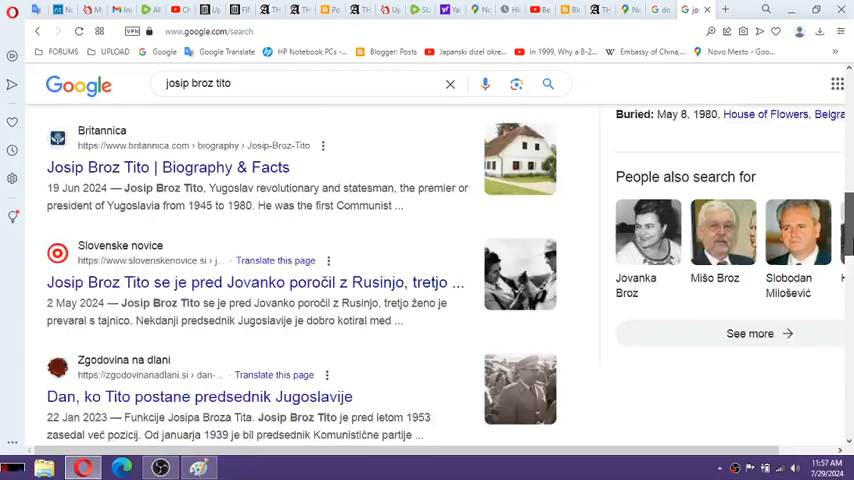 www.google.com/search
VPN
FORUMS
UPLOAD
Google
Google Translate
HP Notebook PCs -...
Blogger: Posts
Japanski dizel okre...
In 1999, Why a B-2...
Embassy of China,...
Novo Mesto - Goo...
Google
josip broz tito
Britannica
https://www.britannica.com › biography › Josip-Broz-Tito
Josip Broz Tito | Biography & Facts
19 Jun 2024 — Josip Broz Tito, Yugoslav revolutionary and statesman, the premier or
president of Yugoslavia from 1945 to 1980. He was the first Communist ...
Slovenske novice
https://www.slovenskenovice.si › j... · Translate this page
Josip Broz Tito se je pred Jovanko poročil z Rusinjo, tretjo ...
2 May 2024 — Josip Broz Tito se je pred Jovanko poročil z Rusinjo, tretjo ženo je
prevaral s tajnico. Nekdanji predsednik Jugoslavije je dobro kotiral med ...
Zgodovina na dlani
https://zgodovinanadlani.si › dan-... · Translate this page
Dan, ko Tito postane predsednik Jugoslavije
22 Jan 2023 — Funkcije Josipa Broza Tita. Josip Broz Tito je pred letom 1953
zasedal več pozicij. Od januarja 1939 je bil predsednik Komunistične partije ...
Buried: May 8, 1980, House of Flowers, Belgra
People also search for
Jovanka
Broz
Mišo Broz
Slobodan
Milošević
See more
11:57 AM
7/29/2024